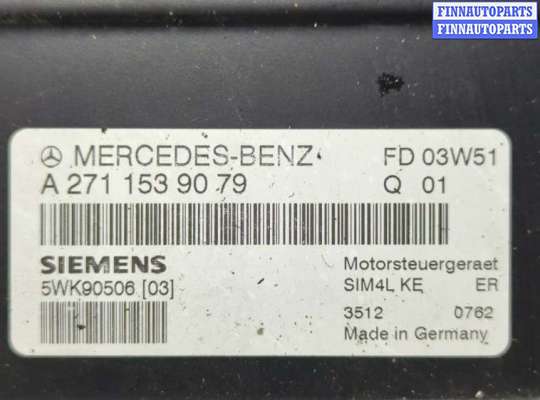 FINNAUTOPARTS
FINNAUTOPARTS
MERCEDES-BENZ FD 03W51
A 271 153 90 79 Q 01
SIEMENS Motorsteuergeraet
5WK90506 [03] SIM4L KE ER
3512 0762
Made in Germany